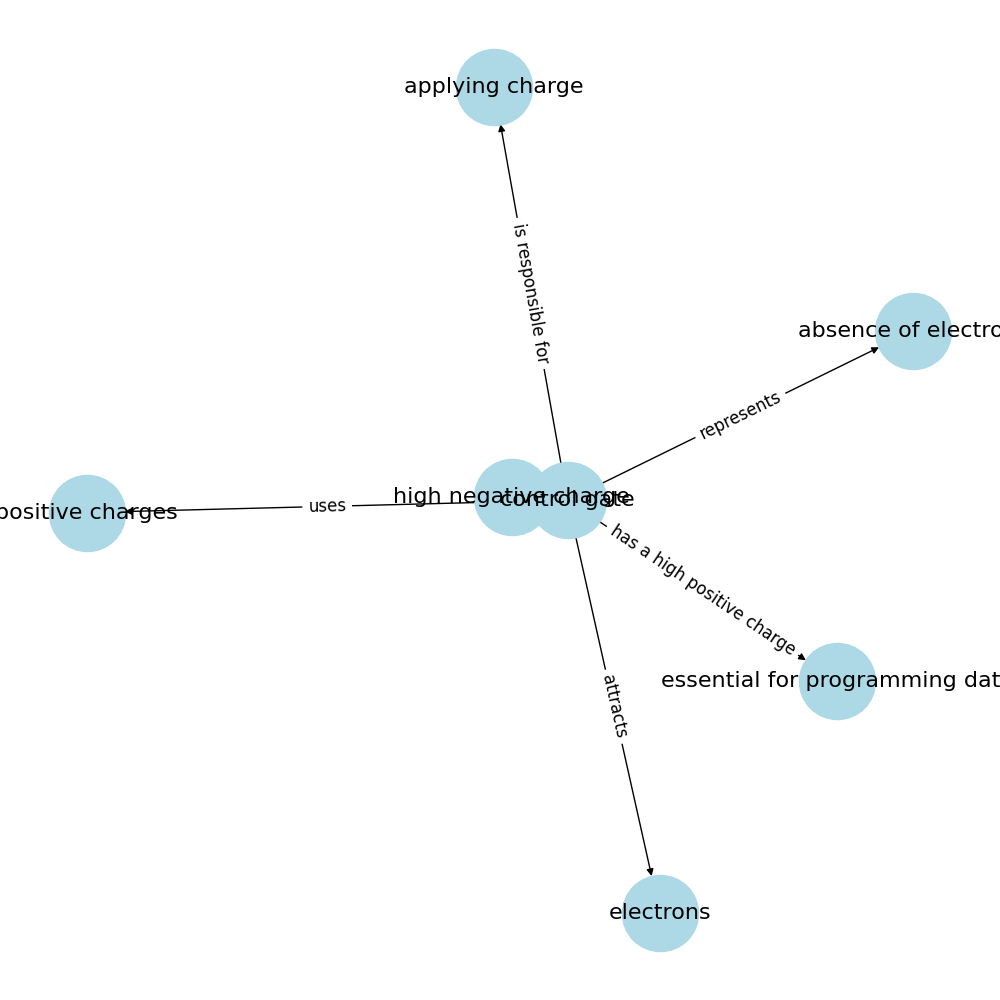 applying charge
is responsible for
absence of electro
represents
high negative charge
control gate
uses
positive charges
has a high positive charge
essential for programming dat
attracts
electrons